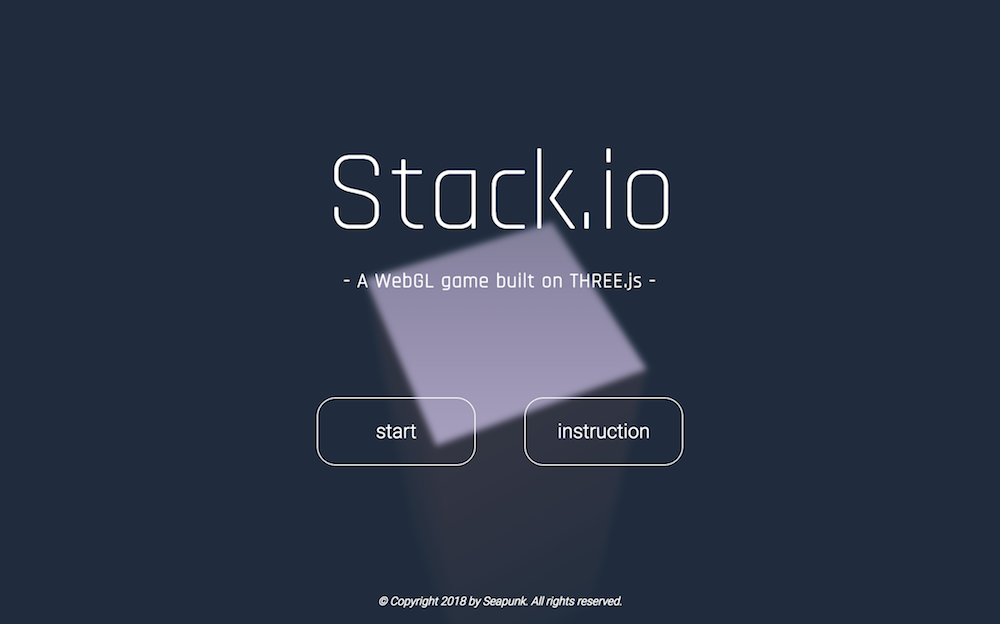 Stack.io
- A WebGL game built on THREE.js -
start
instruction
© Copyright 2018 by Seapunk. All rights reserved.